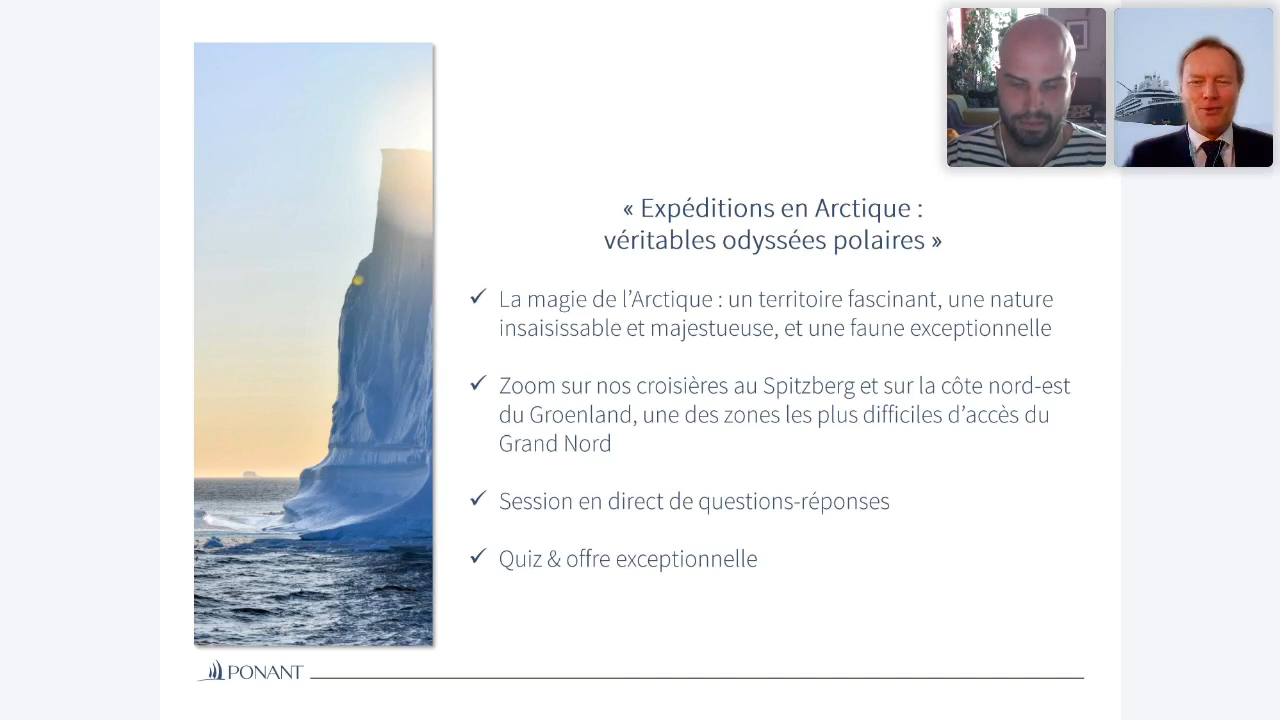 « Expéditions en Arctique :
véritables odyssées polaires »
✓ La magie de l’Arctique : un territoire fascinant, une nature
insaisissable et majestueuse, et une faune exceptionnelle
✓ Zoom sur nos croisières au Spitzberg et sur la côte nord-est
du Groenland, une des zones les plus difficiles d’accès du
Grand Nord
✓ Session en direct de questions-réponses
✓ Quiz & offre exceptionnelle
PONANT